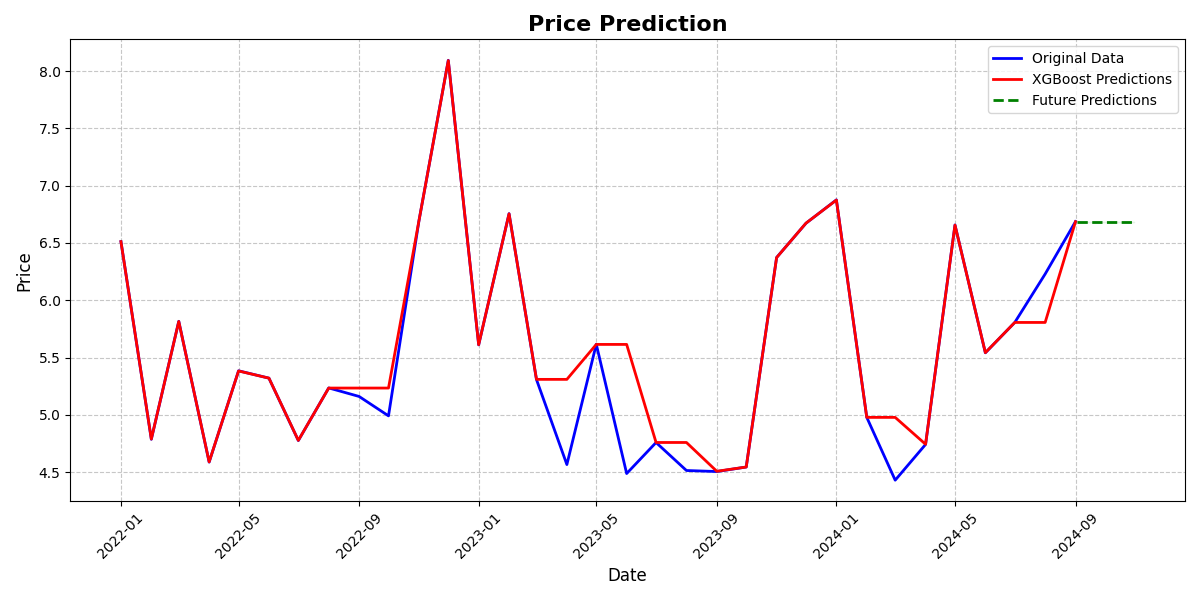 Price Prediction
Original Data
XGBoost Predictions
Future Predictions
8.0
7.5
7.0
6.5
6.0
5.5
5.0
4.5
Price
2022-01
2022-05
2022-09
2023-01
2023-05
2023-09
2024-01
2024-05
2024-09
Date